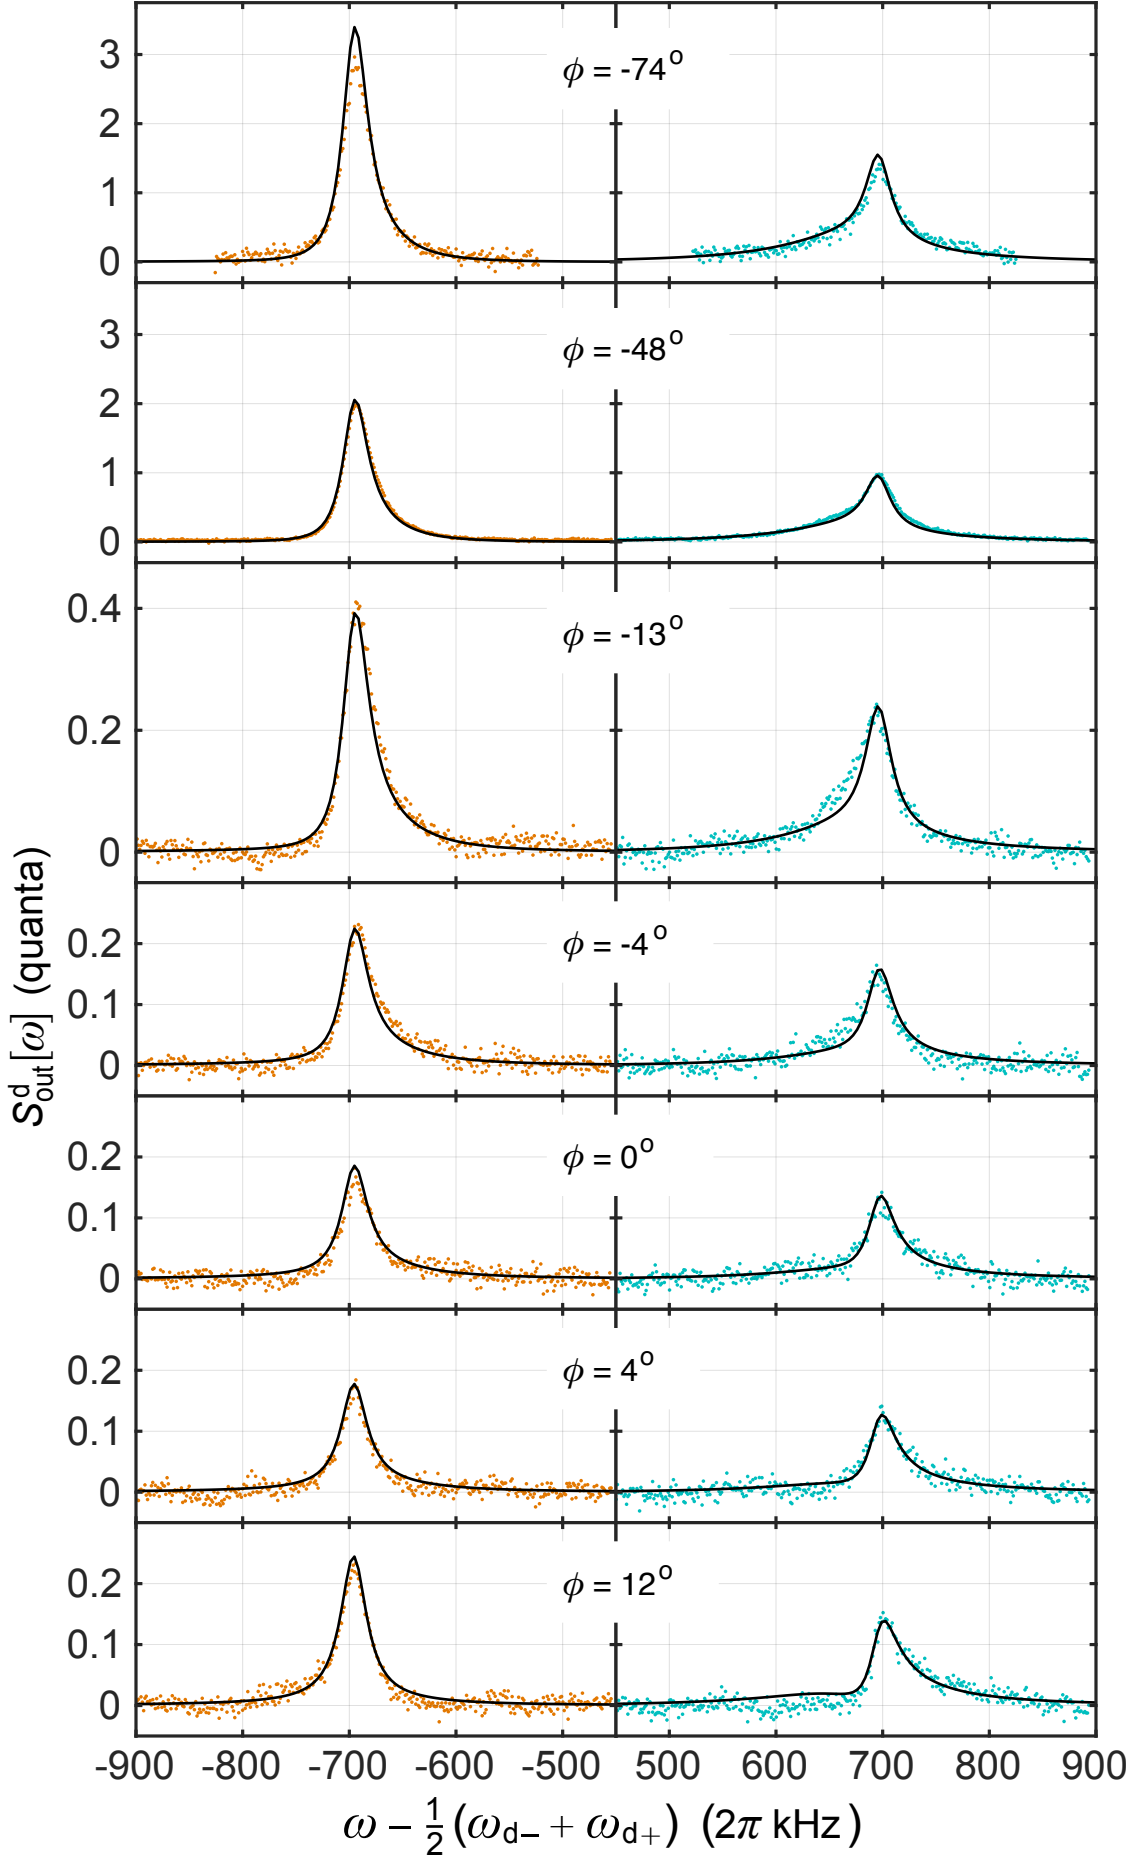 3
2
1
0
ϕ = -74°
3
2
1
0
ϕ = -48°
0.4
0.2
0
ϕ = -13°
0.2
0.1
0
ϕ = -4°
0.2
0.1
0
ϕ = 0°
0.2
0.1
0
ϕ = 4°
0.2
0.1
0
ϕ = 12°
S^d_out[ω] (quanta)
-900 -800 -700 -600 -500 500 600 700 800 900
ω − 1/2 (ω_d− + ω_d+) (2π kHz)